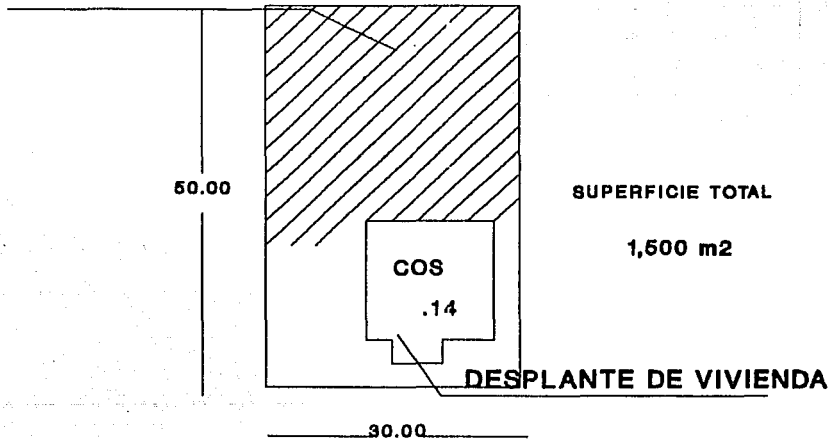 50.00
SUPERFICIE TOTAL
1,500 m2
COS
.14
DESPLANTE DE VIVIENDA
30.00